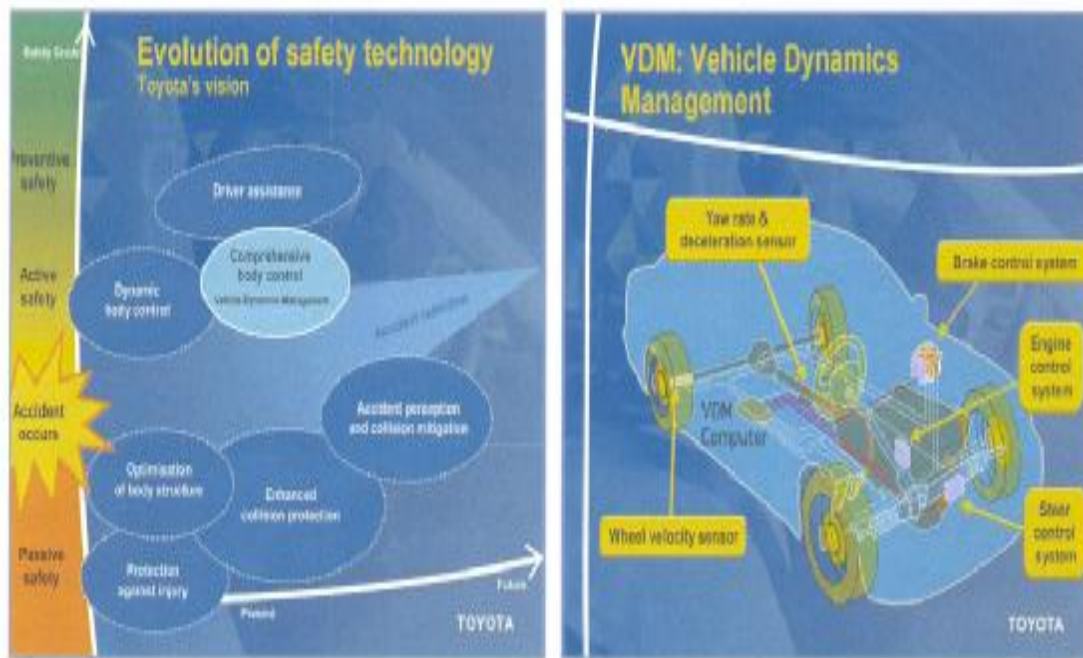 Evolution of safety technology
Toyota's vision
Safety
Preventive
safety
Active
safety
Accident
occurs
Passive
safety
Driver assistance
Comprehensive
body control
Vehicle Dynamics Management
Dynamic
body control
Accident
Accident perception
and collision mitigative
Optimisation
of body structure
Enhanced
collision protection
Protection
against injury
Present
Future
TOYOTA
VDM: Vehicle Dynamics
Management
Yaw rate &
deceleration sensor
Brake control system
Engine
control
system
VDM
Computer
Wheel velocity sensor
Steer
control
system
TOYOTA